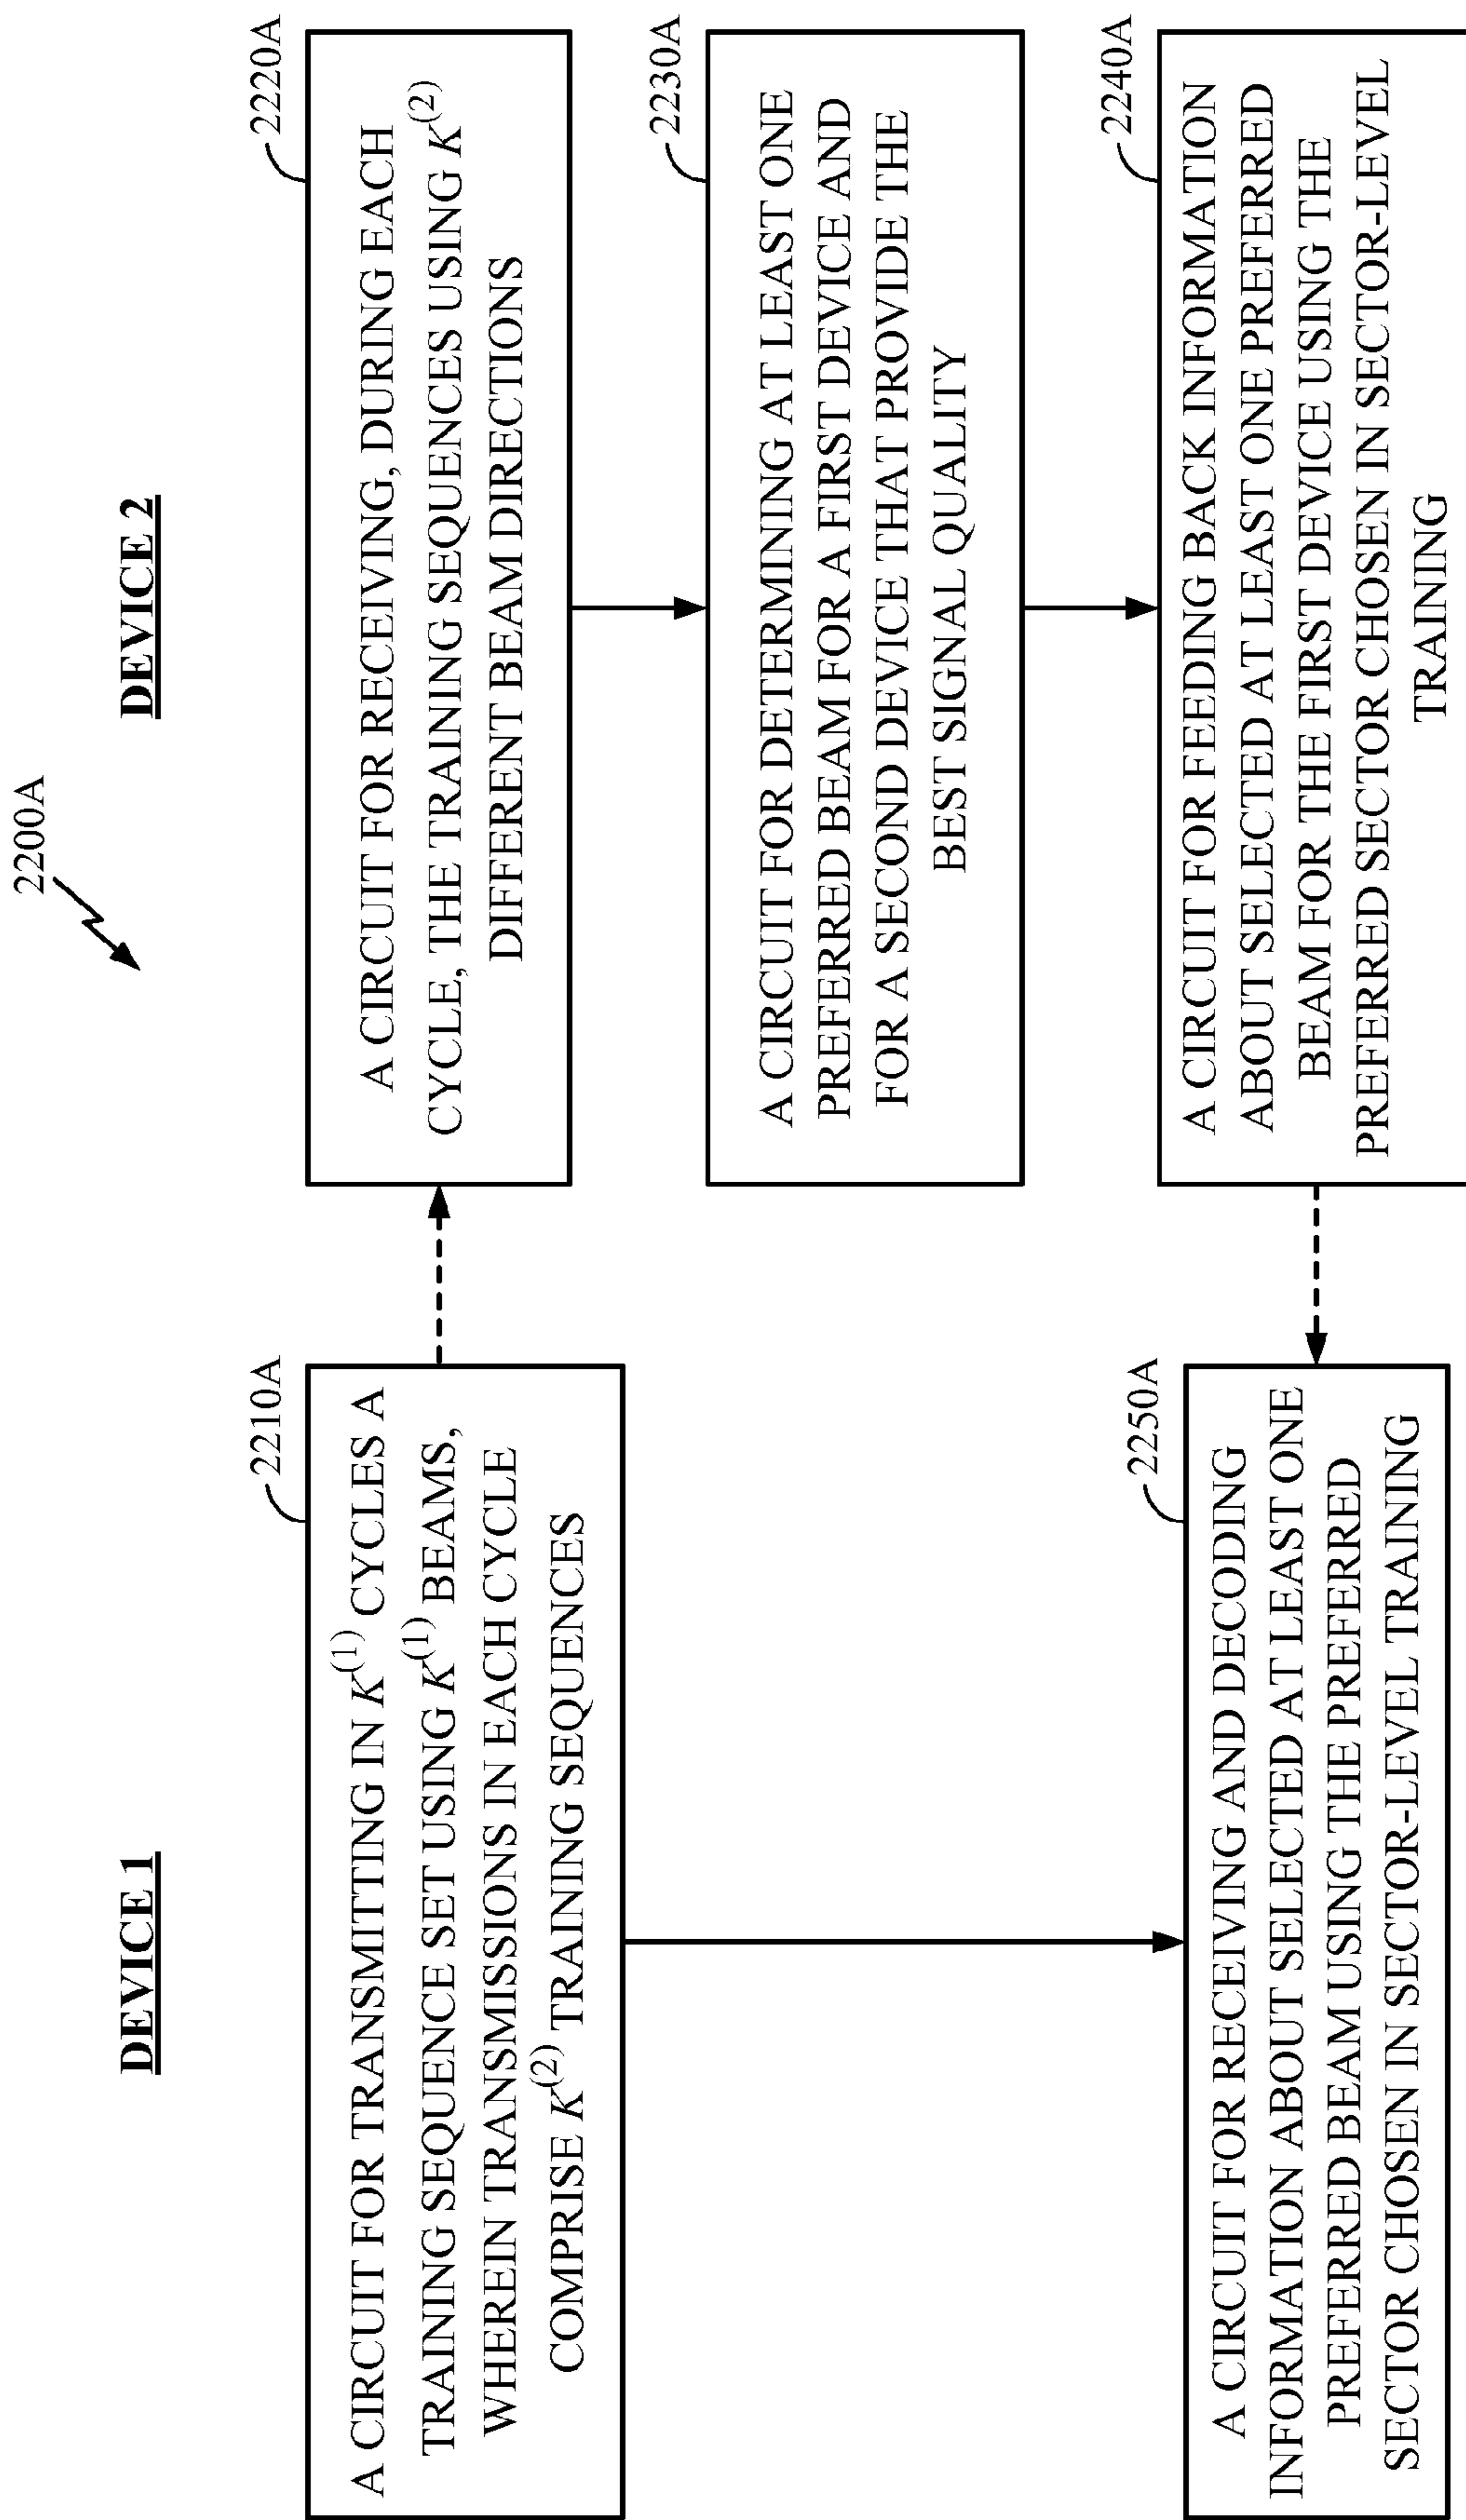 2200A
DEVICE 1
DEVICE 2
2210A
A CIRCUIT FOR TRANSMITTING IN K(1) CYCLES A
TRAINING SEQUENCE SET USING K(1) BEAMS,
WHEREIN TRANSMISSIONS IN EACH CYCLE
COMPRISE K(2) TRAINING SEQUENCES
2220A
A CIRCUIT FOR RECEIVING, DURING EACH
CYCLE, THE TRAINING SEQUENCES USING K(2)
DIFFERENT BEAM DIRECTIONS
2230A
A CIRCUIT FOR DETERMINING AT LEAST ONE
PREFERRED BEAM FOR A FIRST DEVICE AND
FOR A SECOND DEVICE THAT PROVIDE THE
BEST SIGNAL QUALITY
2240A
A CIRCUIT FOR FEEDING BACK INFORMATION
ABOUT SELECTED AT LEAST ONE PREFERRED
BEAM FOR THE FIRST DEVICE USING THE
PREFERRED SECTOR CHOSEN IN SECTOR-LEVEL
TRAINING
2250A
A CIRCUIT FOR RECEIVING AND DECODING
INFORMATION ABOUT SELECTED AT LEAST ONE
PREFERRED BEAM USING THE PREFERRED
SECTOR CHOSEN IN SECTOR-LEVEL TRAINING